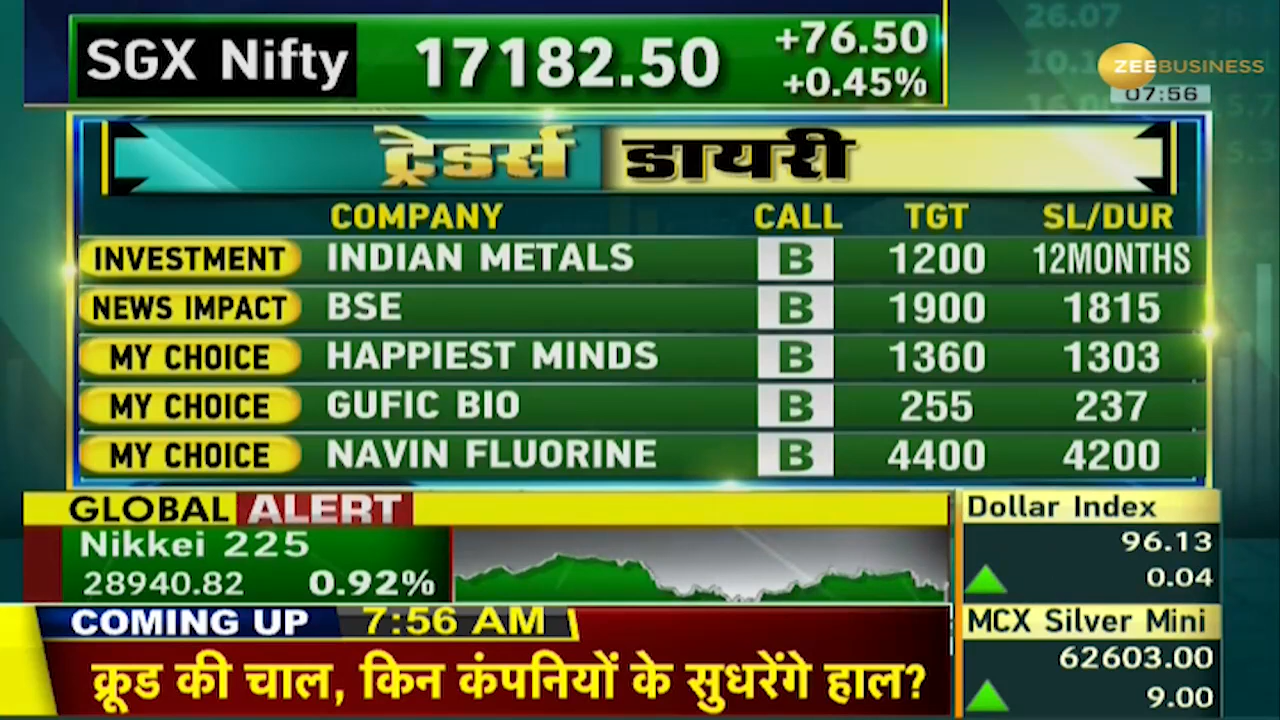 SGX Nifty 17182.50 +76.50
+0.45%
26.07
ZEEBUSINESS
07:56
ट्रेडर्स डायरी
COMPANY CALL TGT SL/DUR
INVESTMENT INDIAN METALS B 1200 12MONTHS
NEWS IMPACT BSE B 1900 1815
MY CHOICE HAPPIEST MINDS B 1360 1303
MY CHOICE GUFIC BIO B 255 237
MY CHOICE NAVIN FLUORINE B 4400 4200
GLOBAL ALERT
Nikkei 225
28940.82 0.92%
Dollar Index
96.13
0.04
COMING UP 7:56 AM
क्रूड की चाल, किन कंपनियों के सुधरेंगे हाल?
MCX Silver Mini
62603.00
9.00